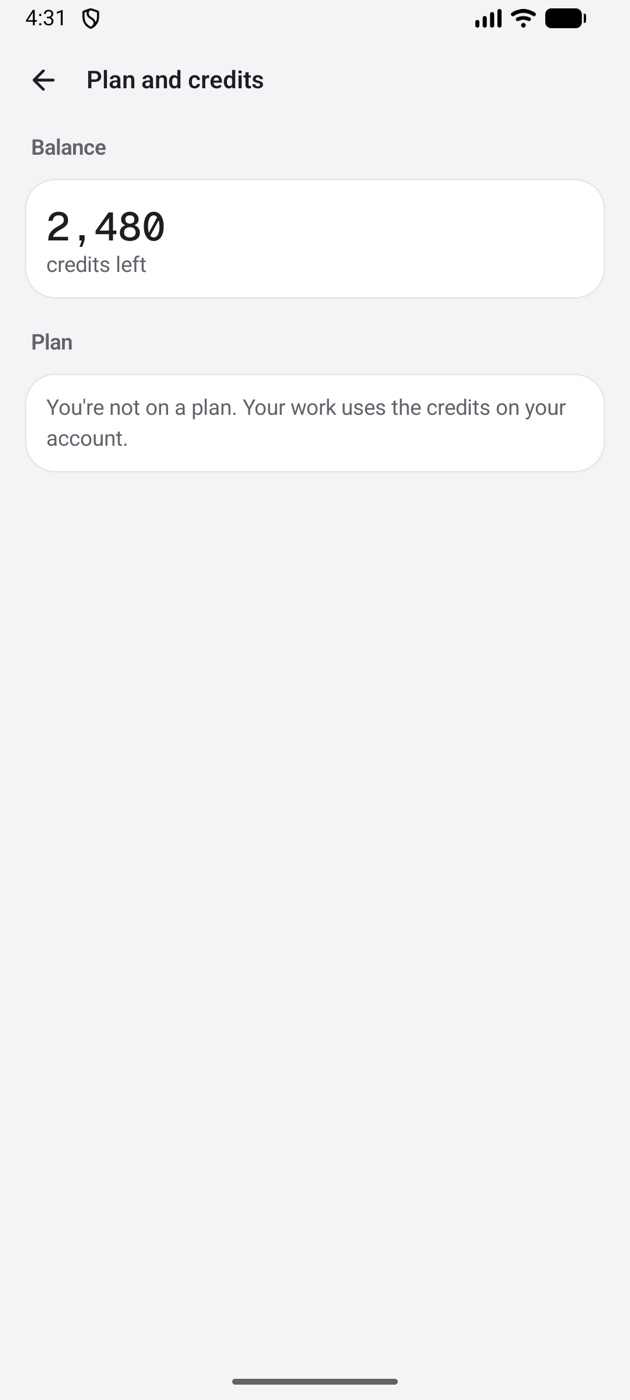 4:31
Plan and credits
Balance
2,480
credits left
Plan
You're not on a plan. Your work uses the credits on your
account.